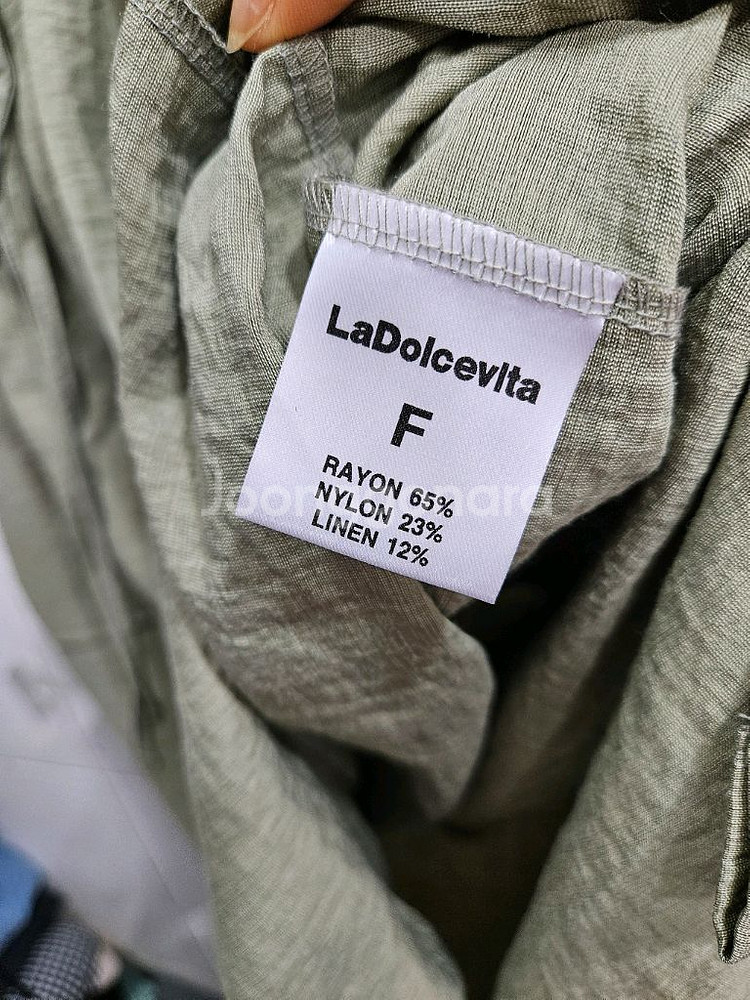 LaDolcevita
F
RAYON 65%
NYLON 23%
LINEN 12%